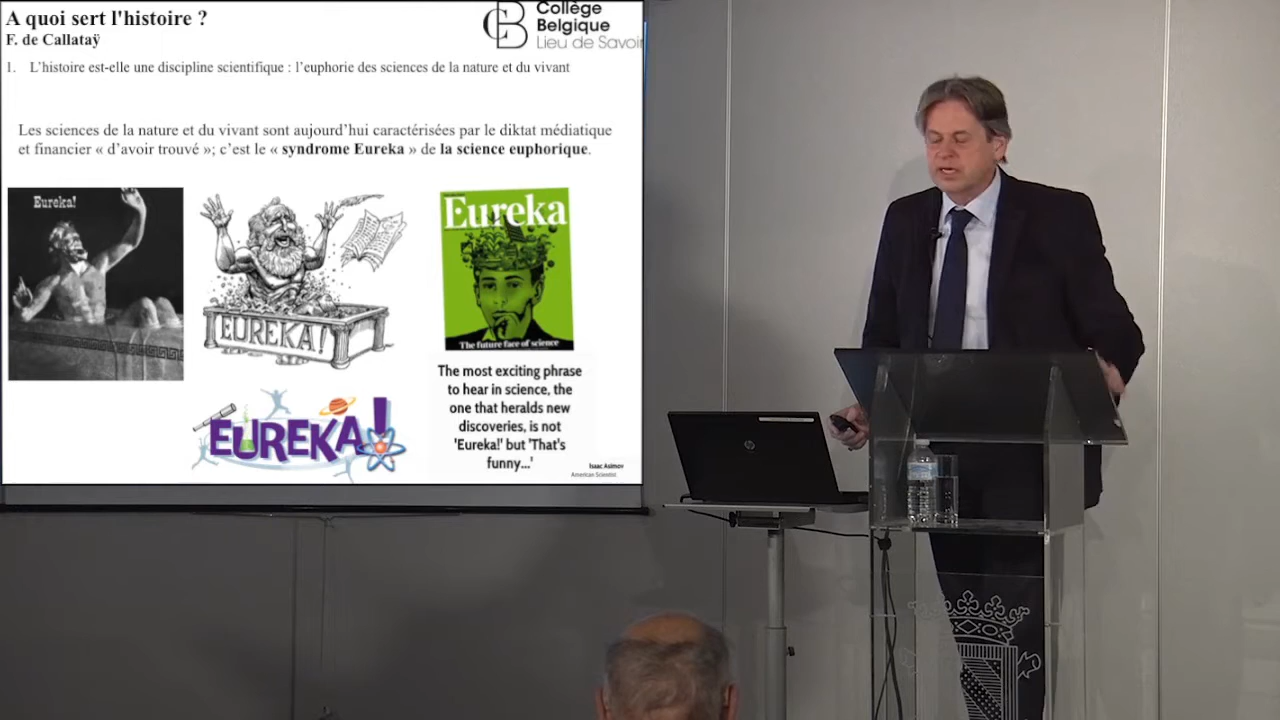 A quoi sert l'histoire ?
F. de Callataÿ
Collège
Belgique
Lieu de Savoir
1. L'histoire est-elle une discipline scientifique : l'euphorie des sciences de la nature et du vivant
Les sciences de la nature et du vivant sont aujourd'hui caractérisées par le diktat médiatique
et financier « d'avoir trouvé »; c'est le « syndrome Eureka » de la science euphorique.
Eureka!
EUREKA!
Eureka
The future face of science
EUREKA!
The most exciting phrase
to hear in science, the
one that heralds new
discoveries, is not
'Eureka!' but 'That's
funny...'
Isaac Asimov
American Scientist
hp